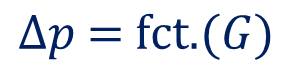 Δp = fct.(G)